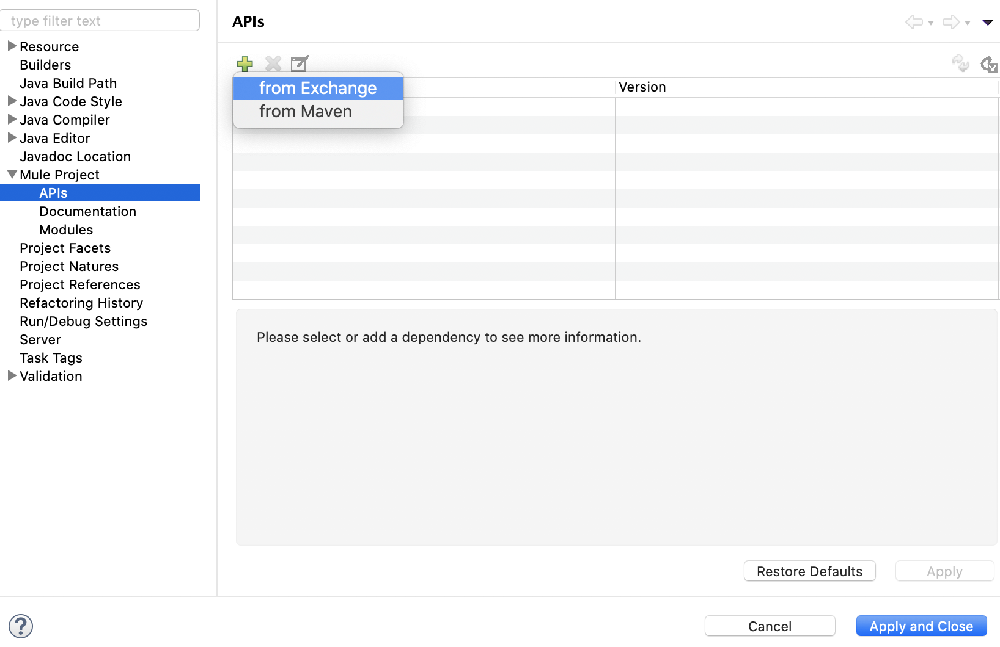 type filter text
Resource
Builders
Java Build Path
Java Code Style
Java Compiler
Java Editor
Javadoc Location
Mule Project
APIs
Documentation
Modules
Project Facets
Project Natures
Project References
Refactoring History
Run/Debug Settings
Server
Task Tags
Validation
APIs
from Exchange
from Maven
Version
Please select or add a dependency to see more information.
Restore Defaults
Apply
?
Cancel
Apply and Close